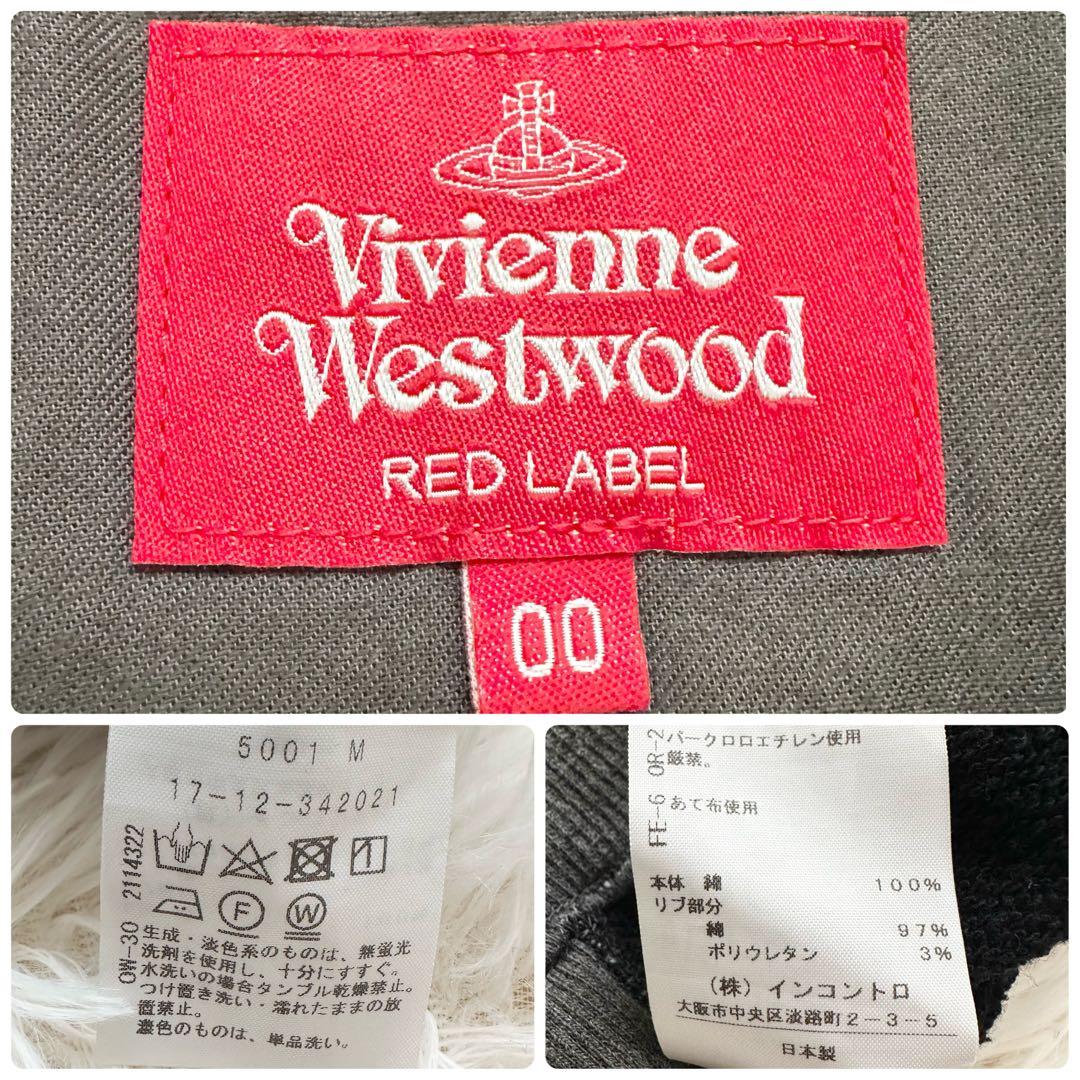 Vivienne
Westwood
RED LABEL
00
5001 M
17-12-342021
F
W
OW-30 2114322
生成・淡色系のものは、無蛍光
洗剤を使用し、十分にすすぐ。
水洗いの場合タンブル乾燥禁止。
つけ置き洗い・濡れたままの放
置禁止。
濃色のものは、単品洗い。
OR-2
パークロロエチレン使用
厳禁。
FE-6 あて布使用
本体 綿 100%
リブ部分
綿 97%
ポリウレタン 3%
(株) インコントロ
大阪市中央区淡路町2-3-5
日本製